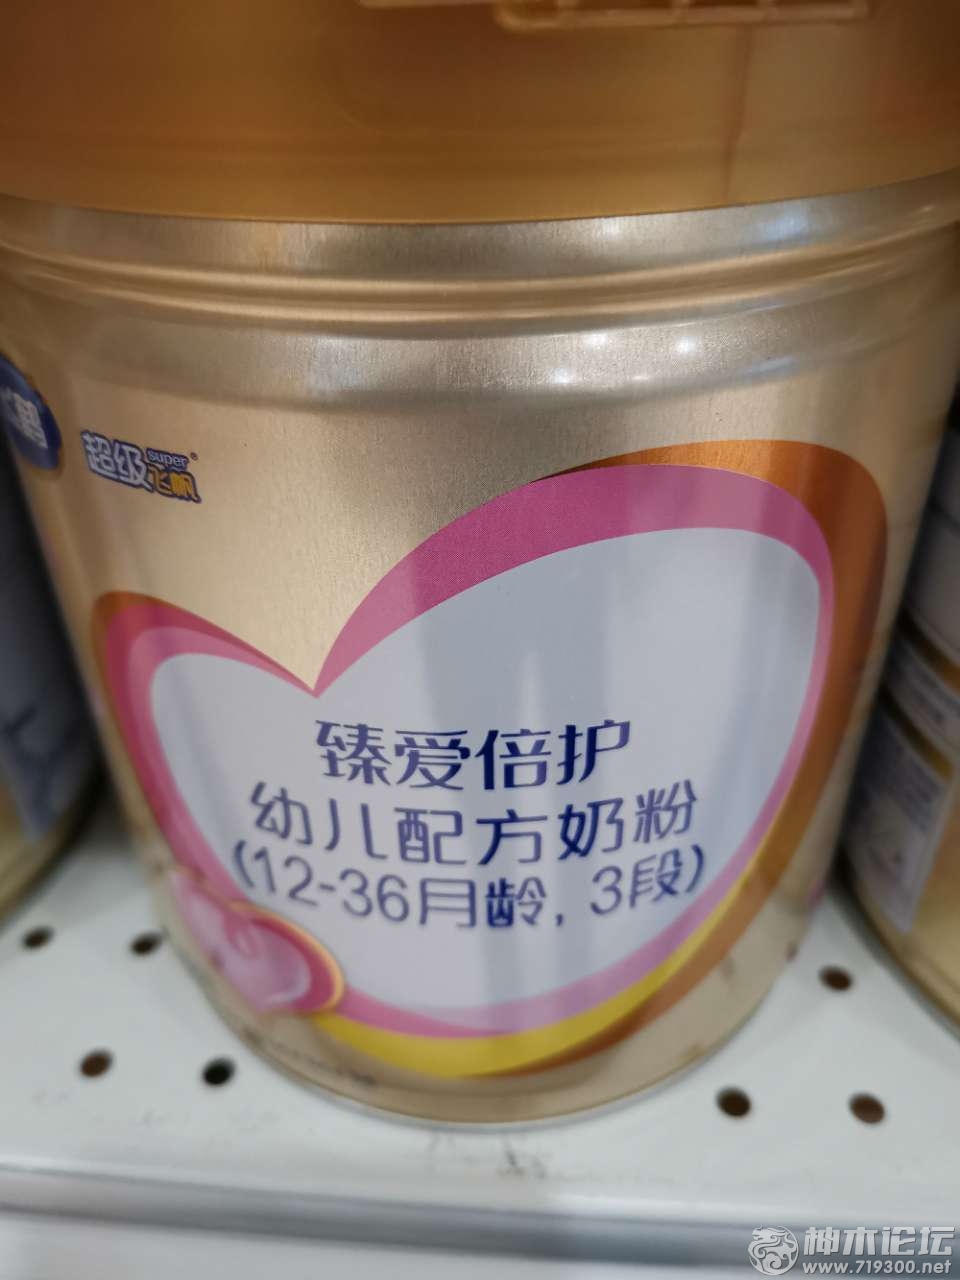 超级
super
飞帆
臻爱倍护
幼儿配方奶粉
(12-36月龄, 3段)
神木论坛
www.719300.net